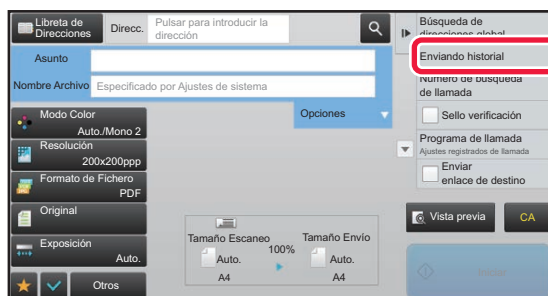 Libreta de
Direcciones
Direcc.
Pulsar para introducir la
dirección
Asunto
Nombre Archivo
Especificado por Ajustes de sistema
Opciones
Modo Color
Auto./Mono 2
Resolución
200x200ppp
Formato de Fichero
PDF
Original
Exposición
Auto.
Otros
Tamaño Escaneo
100%
Tamaño Envío
Auto.
A4
Auto.
A4
Búsqueda de
direcciones global
Enviando historial
Número de búsqueda
de llamada
Sello verificación
Programa de llamada
Ajustes registrados de llamada
Enviar
enlace de destino
Vista previa
CA
Iniciar